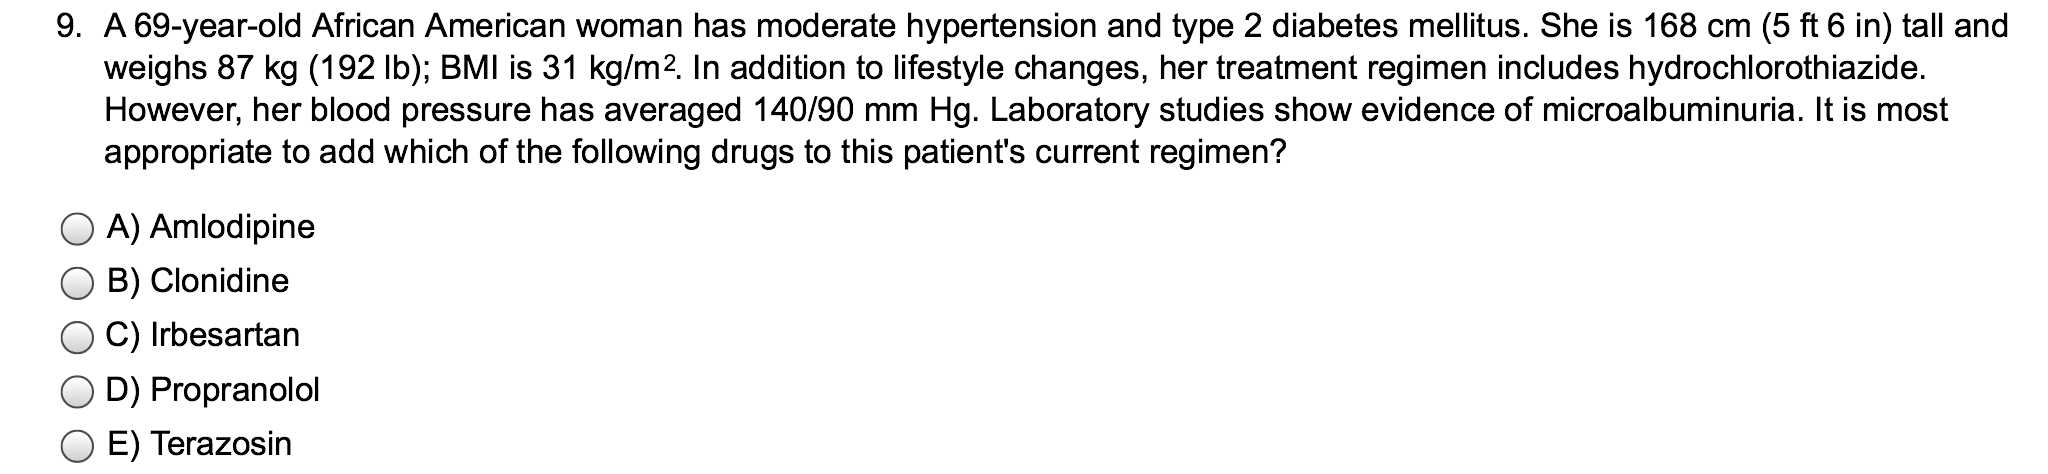 9. A 69-year-old African American woman has moderate hypertension and type 2 diabetes mellitus. She is 168 cm (5 ft 6 in) tall and
weighs 87 kg (192 lb); BMI is 31 kg/m2. In addition to lifestyle changes, her treatment regimen includes hydrochlorothiazide.
However, her blood pressure has averaged 140/90 mm Hg. Laboratory studies show evidence of microalbuminuria. It is most
appropriate to add which of the following drugs to this patient's current regimen?
A) Amlodipine
B) Clonidine
C) Irbesartan
D) Propranolol
E) Terazosin